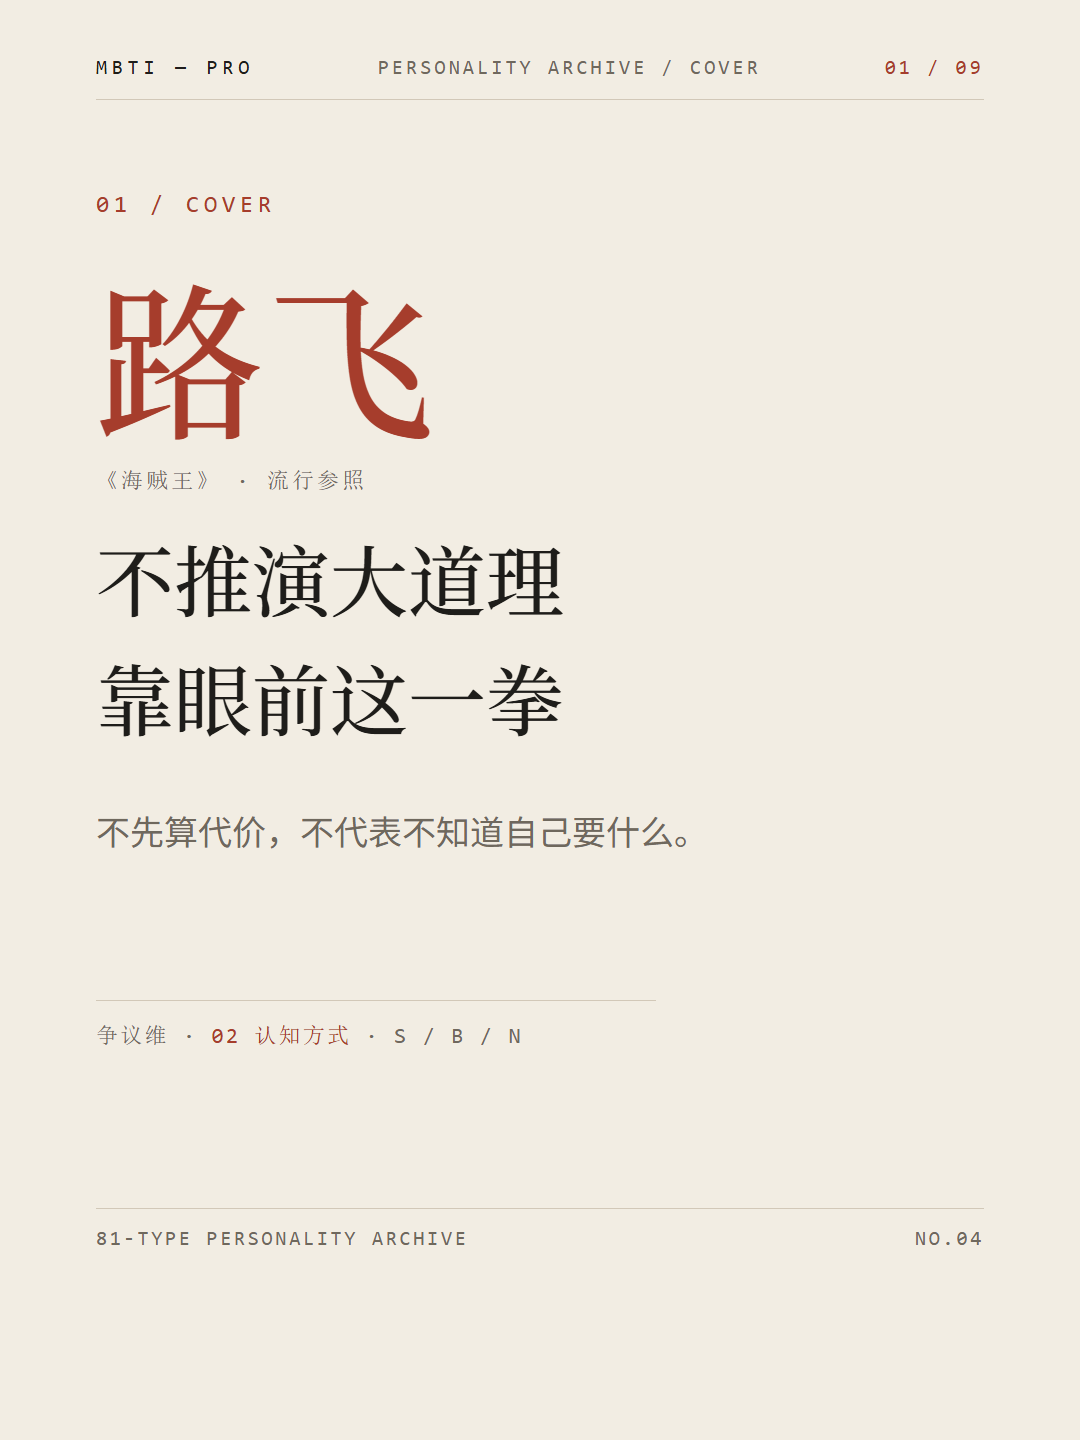 MBTI — PRO PERSONALITY ARCHIVE / COVER 01 / 09
01 / COVER
路飞
《海贼王》 · 流行参照
不推演大道理
靠眼前这一拳
不先算代价，不代表不知道自己要什么。
争议维 · 02 认知方式 · S / B / N
81-TYPE PERSONALITY ARCHIVE NO.04